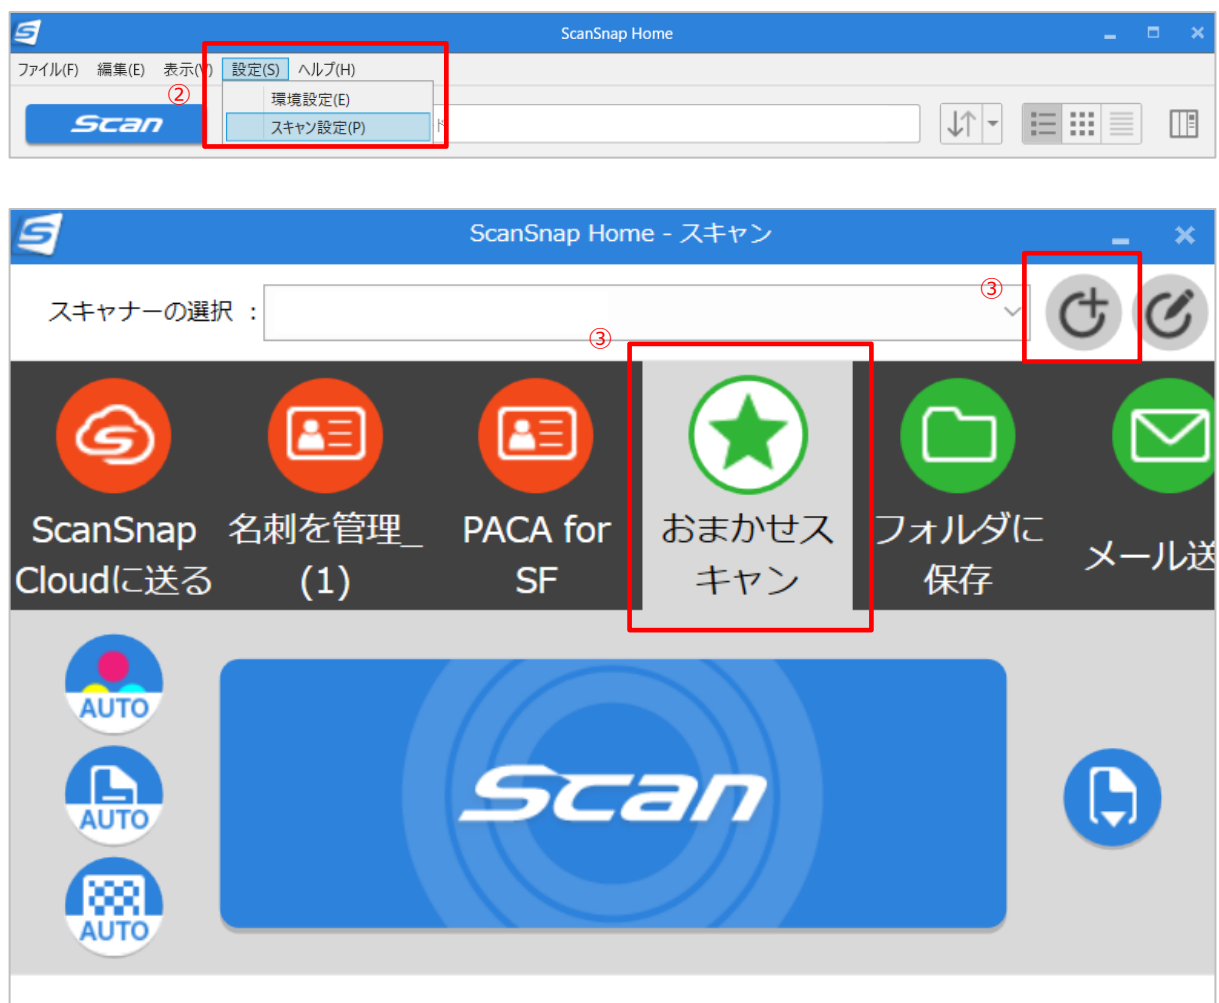 ScanSnap Home
ファイル(F) 編集(E) 表示(V) 設定(S) ヘルプ(H)
②
環境設定(E)
Scan
スキャン設定(P)
ScanSnap Home - スキャン
スキャナーの選択 :
③
③
ScanSnap
Cloudに送る
名刺を管理_
(1)
PACA for
SF
おまかせス
キャン
フォルダに
保存
メール送
AUTO
AUTO
AUTO
Scan